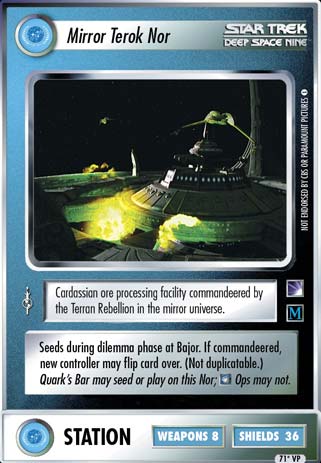 Mirror Terok Nor
STAR TREK
DEEP SPACE NINE
NOT ENDORSED BY CBS OR PARAMOUNT PICTURES
Cardassian ore processing facility commandeered by
the Terran Rebellion in the mirror universe.
M
Seeds during dilemma phase at Bajor. If commandeered,
new controller may flip card over. (Not duplicatable.)
Quark's Bar may seed or play on this Nor; Ops may not.
STATION
WEAPONS 8
SHIELDS 36
71* VP